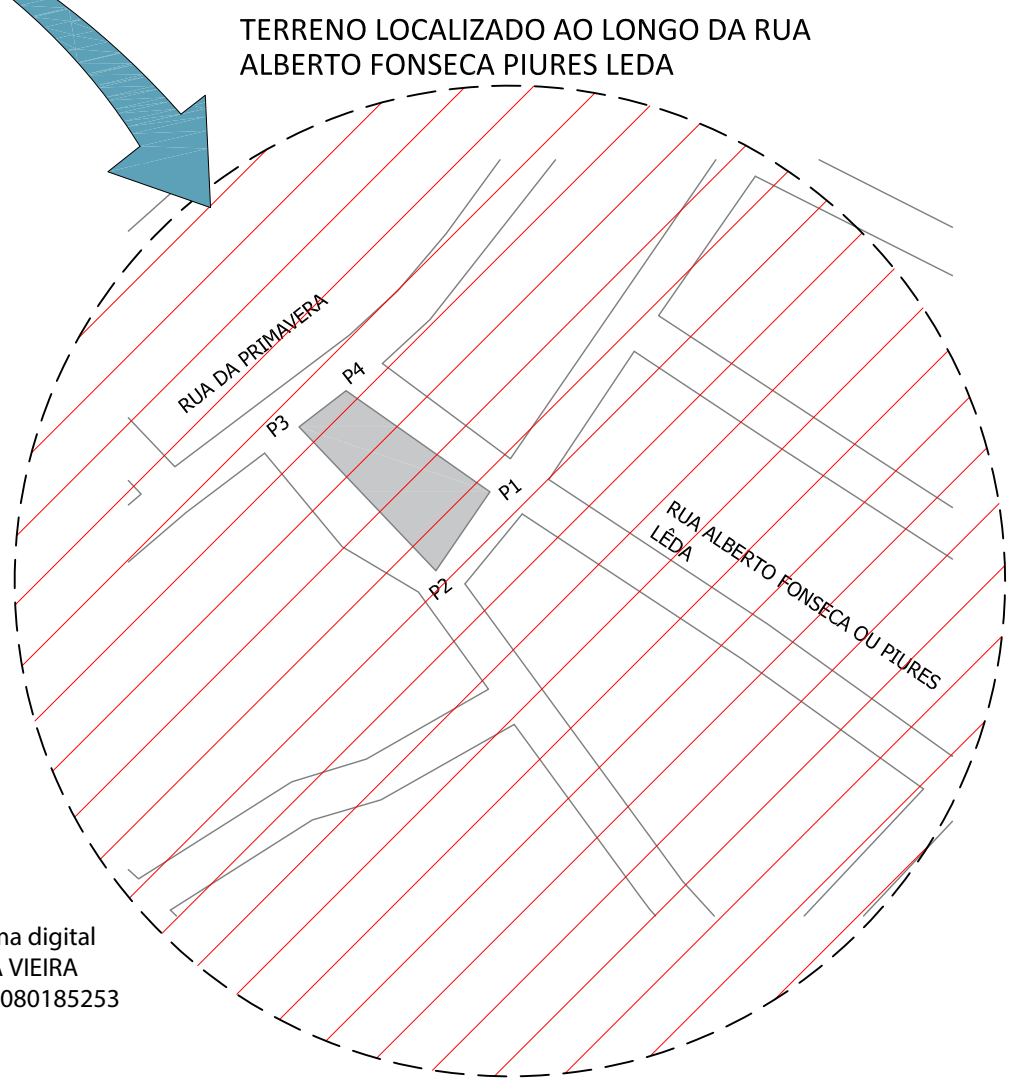 TERRENO LOCALIZADO AO LONGO DA RUA
ALBERTO FONSECA PIURES LEDA
RUA DA PRIMAVERA
P4
P3
P1
P2
RUA ALBERTO FONSECA OU PIURES
LÊDA
digital
VIEIRA
080185253